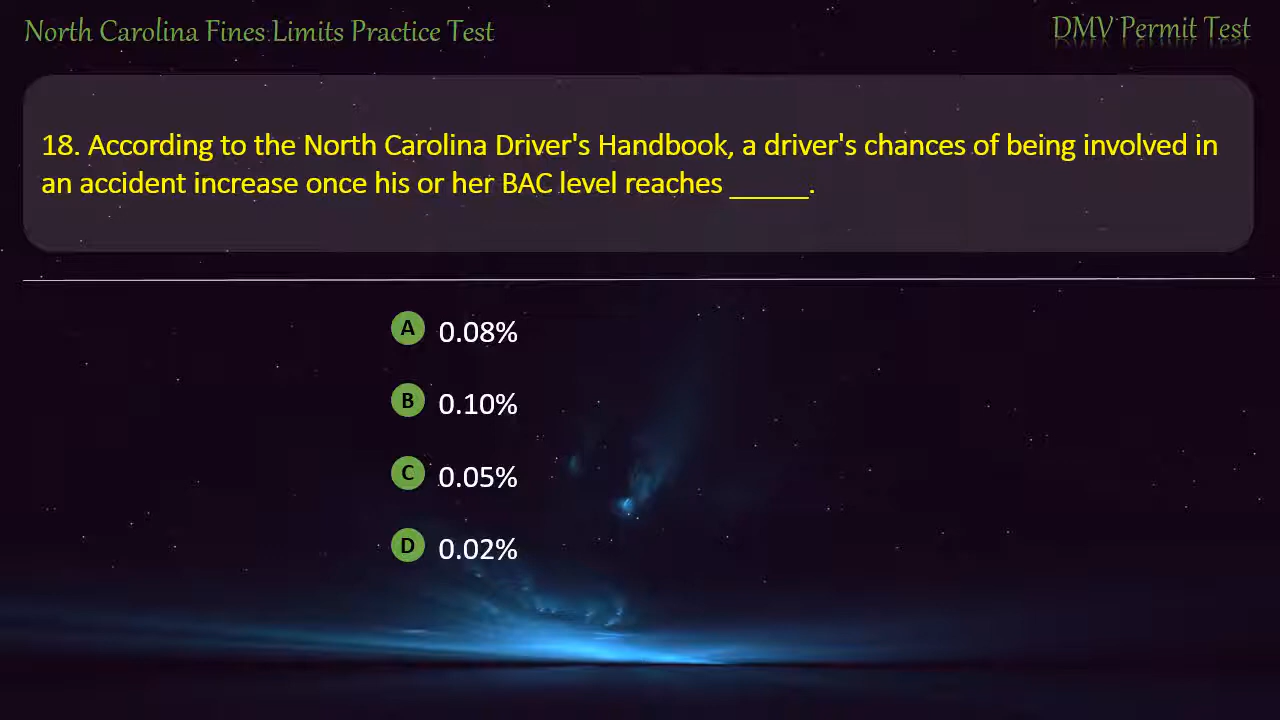 North Carolina Fines Limits Practice Test
DMV Permit Test
18. According to the North Carolina Driver's Handbook, a driver's chances of being involved in
an accident increase once his or her BAC level reaches _____.
A 0.08%
B 0.10%
C 0.05%
D 0.02%